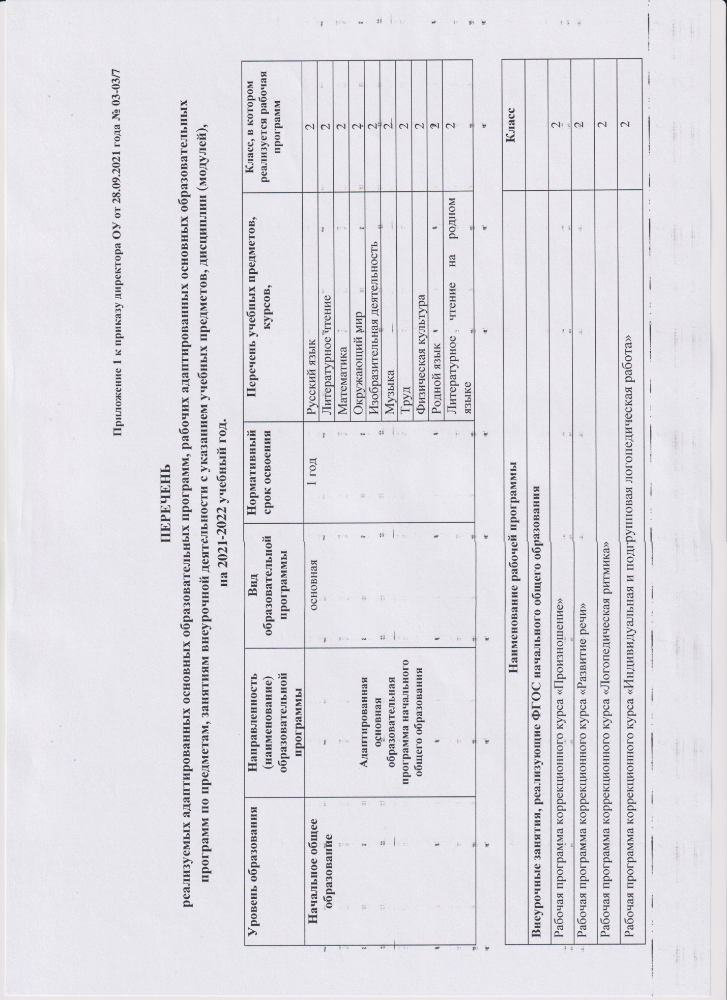 Приложение 1 к приказу директора ОУ от 28.09.2021 года № 03-03/7
ПЕРЕЧЕНЬ
реализуемых адаптированных основных образовательных программ, рабочих адаптированных основных образовательных
программ по предметам, занятиям внеурочной деятельности с указанием учебных предметов, дисциплин (модулей),
на 2021-2022 учебный год.
Уровень образования
Направленность
(наименование)
образовательной
программы
Вид
образовательной
программы
Нормативный
срок освоения
Перечень учебных предметов,
курсов,
Класс, в котором
реализуется рабочая
программ
Начальное общее
образование
Адаптированная
основная
образовательная
программа начального
общего образования
основная
1 год
Русский язык 2
Литературное чтение 2
Математика 2
Окружающий мир 2
Изобразительная деятельность 2
Музыка 2
Труд 2
Физическая культура 2
Родной язык 2
Литературное чтение на родном 2
языке
Наименование рабочей программы Класс
Внеурочные занятия, реализующие ФГОС начального общего образования
Рабочая программа коррекционного курса «Произношение» 2
Рабочая программа коррекционного курса «Развитие речи» 2
Рабочая программа коррекционного курса «Логопедическая ритмика» 2
Рабочая программа коррекционного курса «Индивидуальная и подгрупповая логопедическая работа» 2